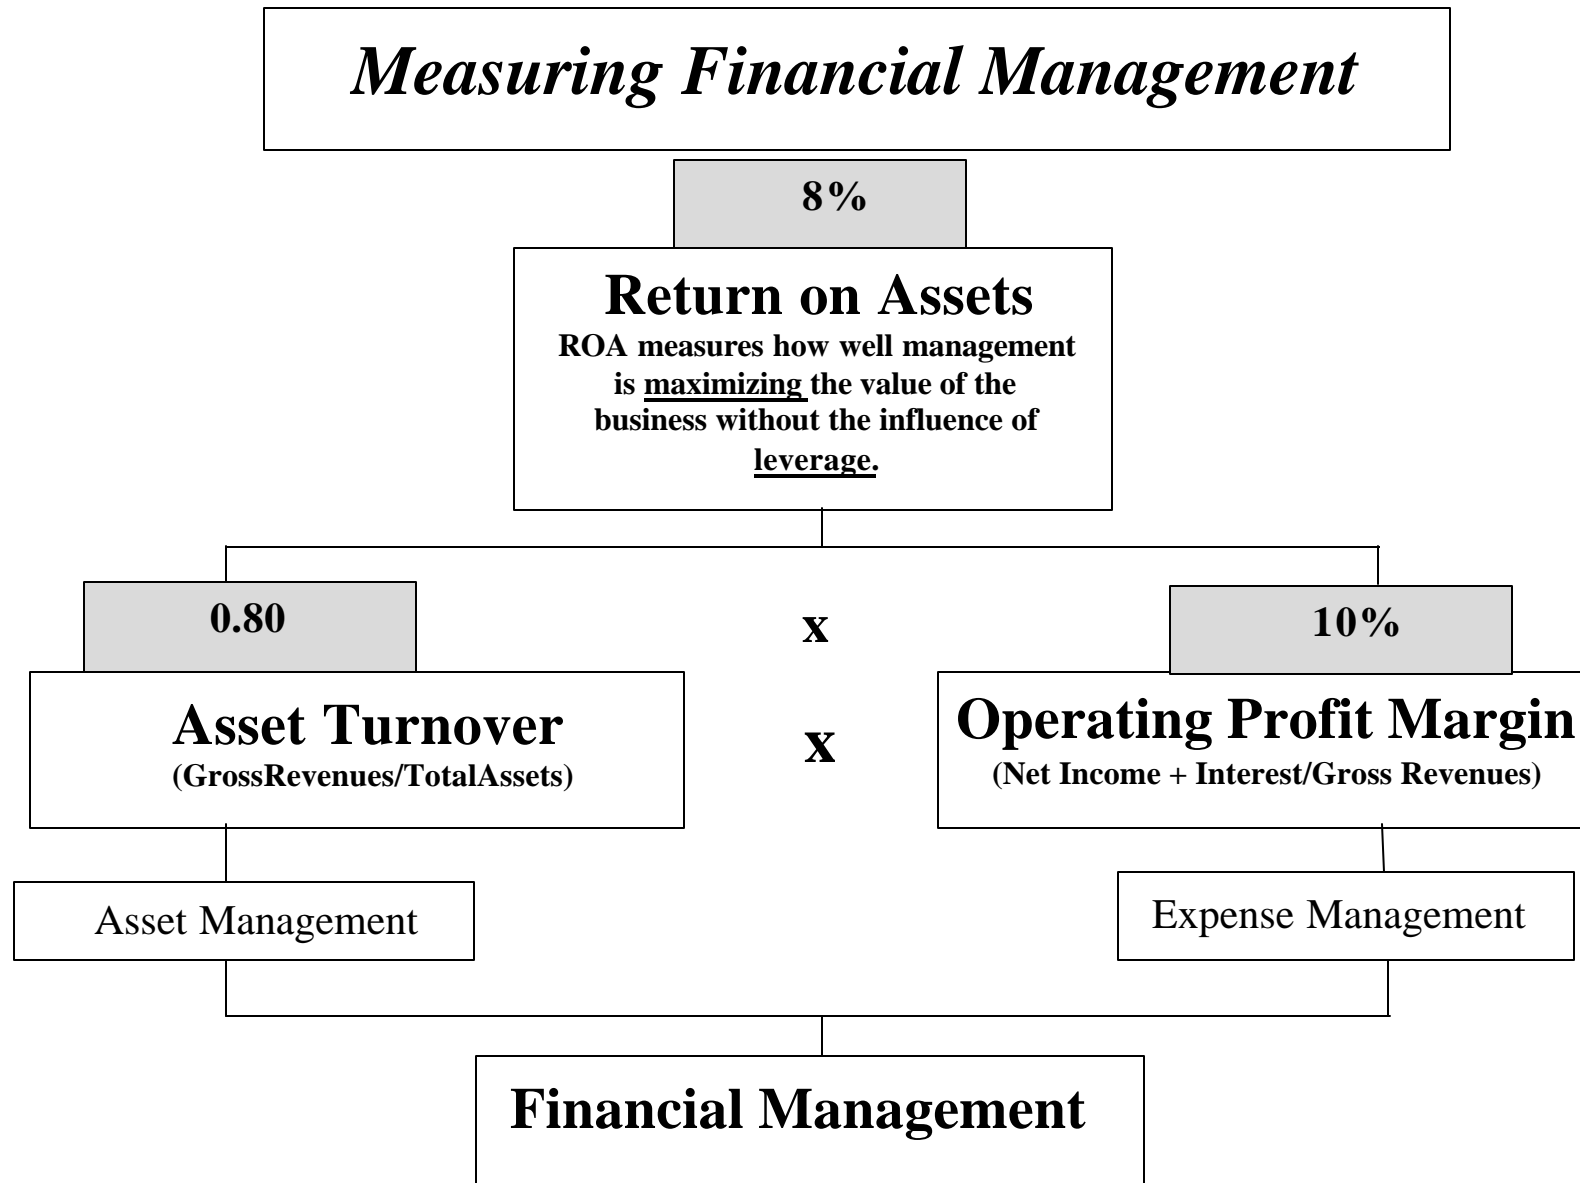 Measuring Financial Management
8%
Return on Assets
ROA measures how well management
is maximizing the value of the
business without the influence of
leverage.
0.80
x
10%
Asset Turnover
(GrossRevenues/TotalAssets)
x
Operating Profit Margin
(Net Income + Interest/Gross Revenues)
Asset Management
Expense Management
Financial Management